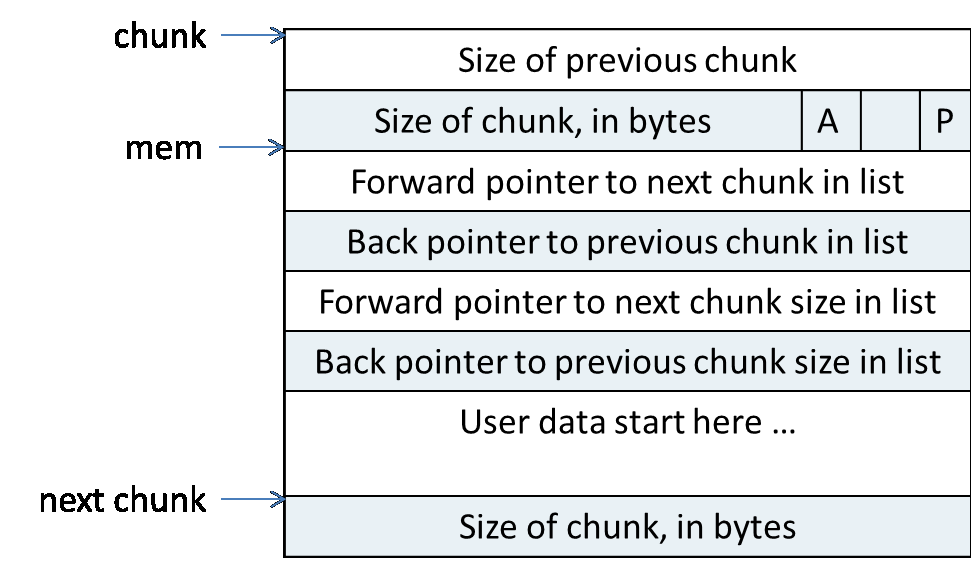 chunk
Size of previous chunk
Size of chunk, in bytes A P
mem
Forward pointer to next chunk in list
Back pointer to previous chunk in list
Forward pointer to next chunk size in list
Back pointer to previous chunk size in list
User data start here ...
next chunk
Size of chunk, in bytes